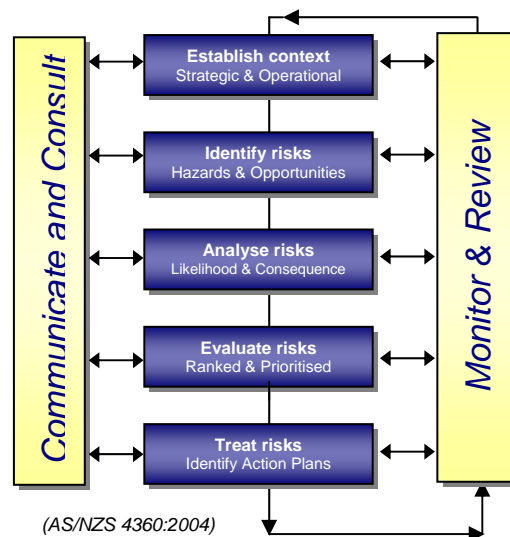 Communicate and Consult
Establish context
Strategic & Operational
Identify risks
Hazards & Opportunities
Analyse risks
Likelihood & Consequence
Evaluate risks
Ranked & Prioritised
Treat risks
Identify Action Plans
Monitor & Review
(AS/NZS 4360:2004)